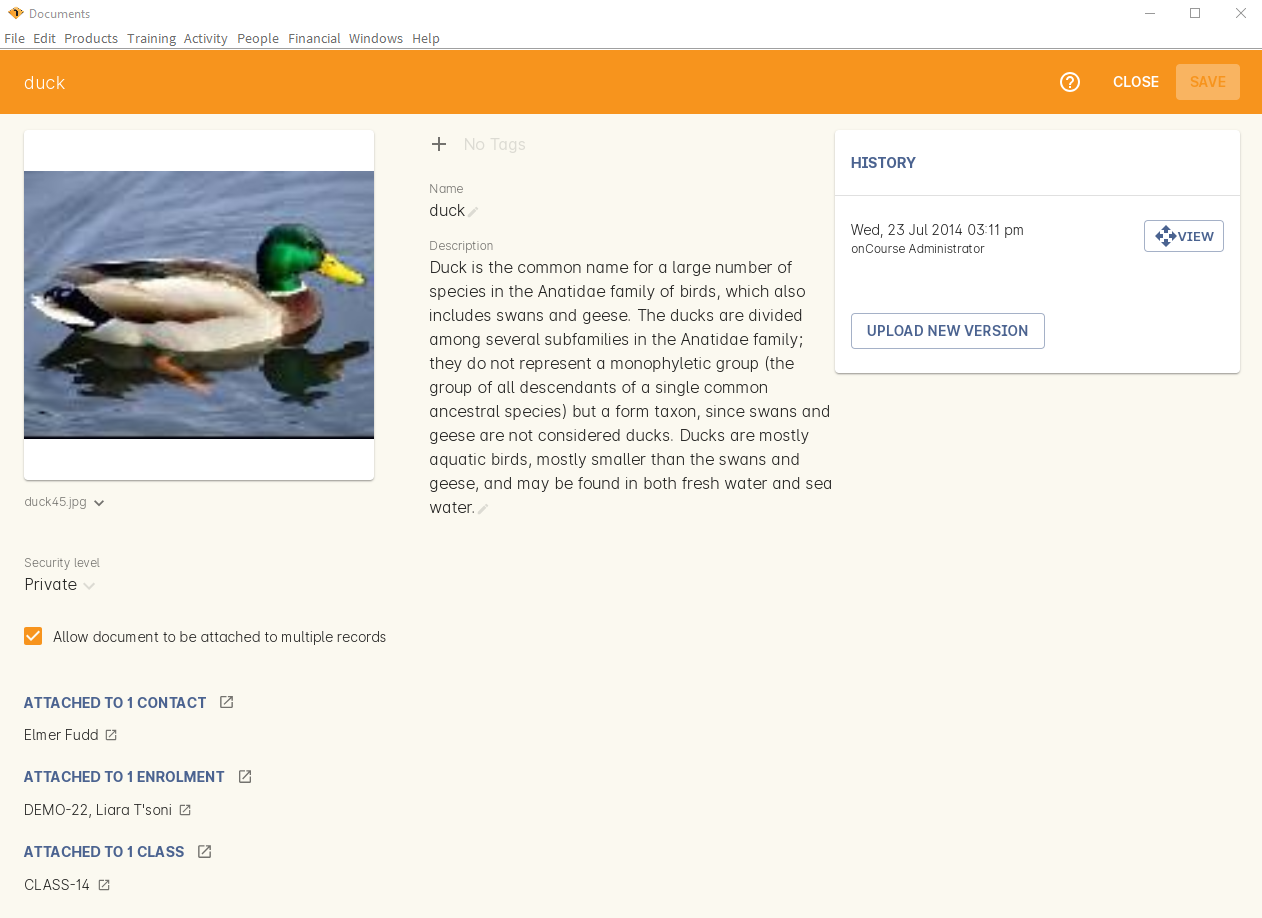 Documents
File Edit Products Training Activity People Financial Windows Help
duck
CLOSE
SAVE
No Tags
Name
duck
Description
Duck is the common name for a large number of
species in the Anatidae family of birds, which also
includes swans and geese. The ducks are divided
among several subfamilies in the Anatidae family;
they do not represent a monophyletic group (the
group of all descendants of a single common
ancestral species) but a form taxon, since swans and
geese are not considered ducks. Ducks are mostly
aquatic birds, mostly smaller than the swans and
geese, and may be found in both fresh water and sea
water.
HISTORY
Wed, 23 Jul 2014 03:11 pm
onCourse Administrator
VIEW
UPLOAD NEW VERSION
duck45.jpg
Security level
Private
Allow document to be attached to multiple records
ATTACHED TO 1 CONTACT
Elmer Fudd
ATTACHED TO 1 ENROLMENT
DEMO-22, Liara T'soni
ATTACHED TO 1 CLASS
CLASS-14